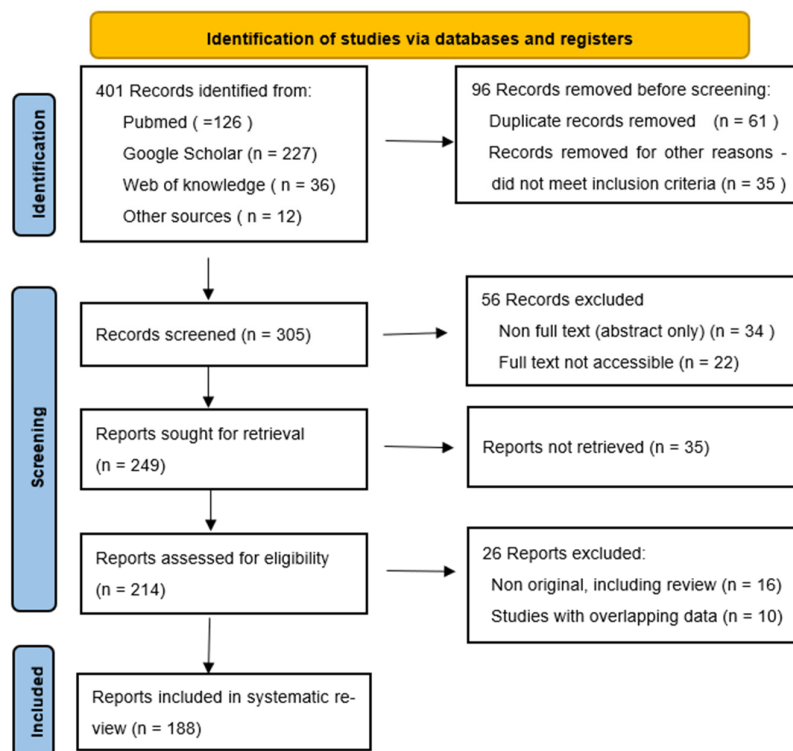 Identification of studies via databases and registers
Identification
401 Records identified from:
Pubmed ( =126 )
Google Scholar (n = 227)
Web of knowledge ( n = 36)
Other sources ( n = 12)
96 Records removed before screening:
Duplicate records removed (n = 61 )
Records removed for other reasons -
did not meet inclusion criteria (n = 35 )
Screening
Records screened (n = 305)
56 Records excluded
Non full text (abstract only) (n = 34 )
Full text not accessible (n = 22)
Reports sought for retrieval
(n = 249)
Reports not retrieved (n = 35)
Reports assessed for eligibility
(n = 214)
26 Reports excluded:
Non original, including review (n = 16)
Studies with overlapping data (n = 10)
Included
Reports included in systematic re-
view (n = 188)